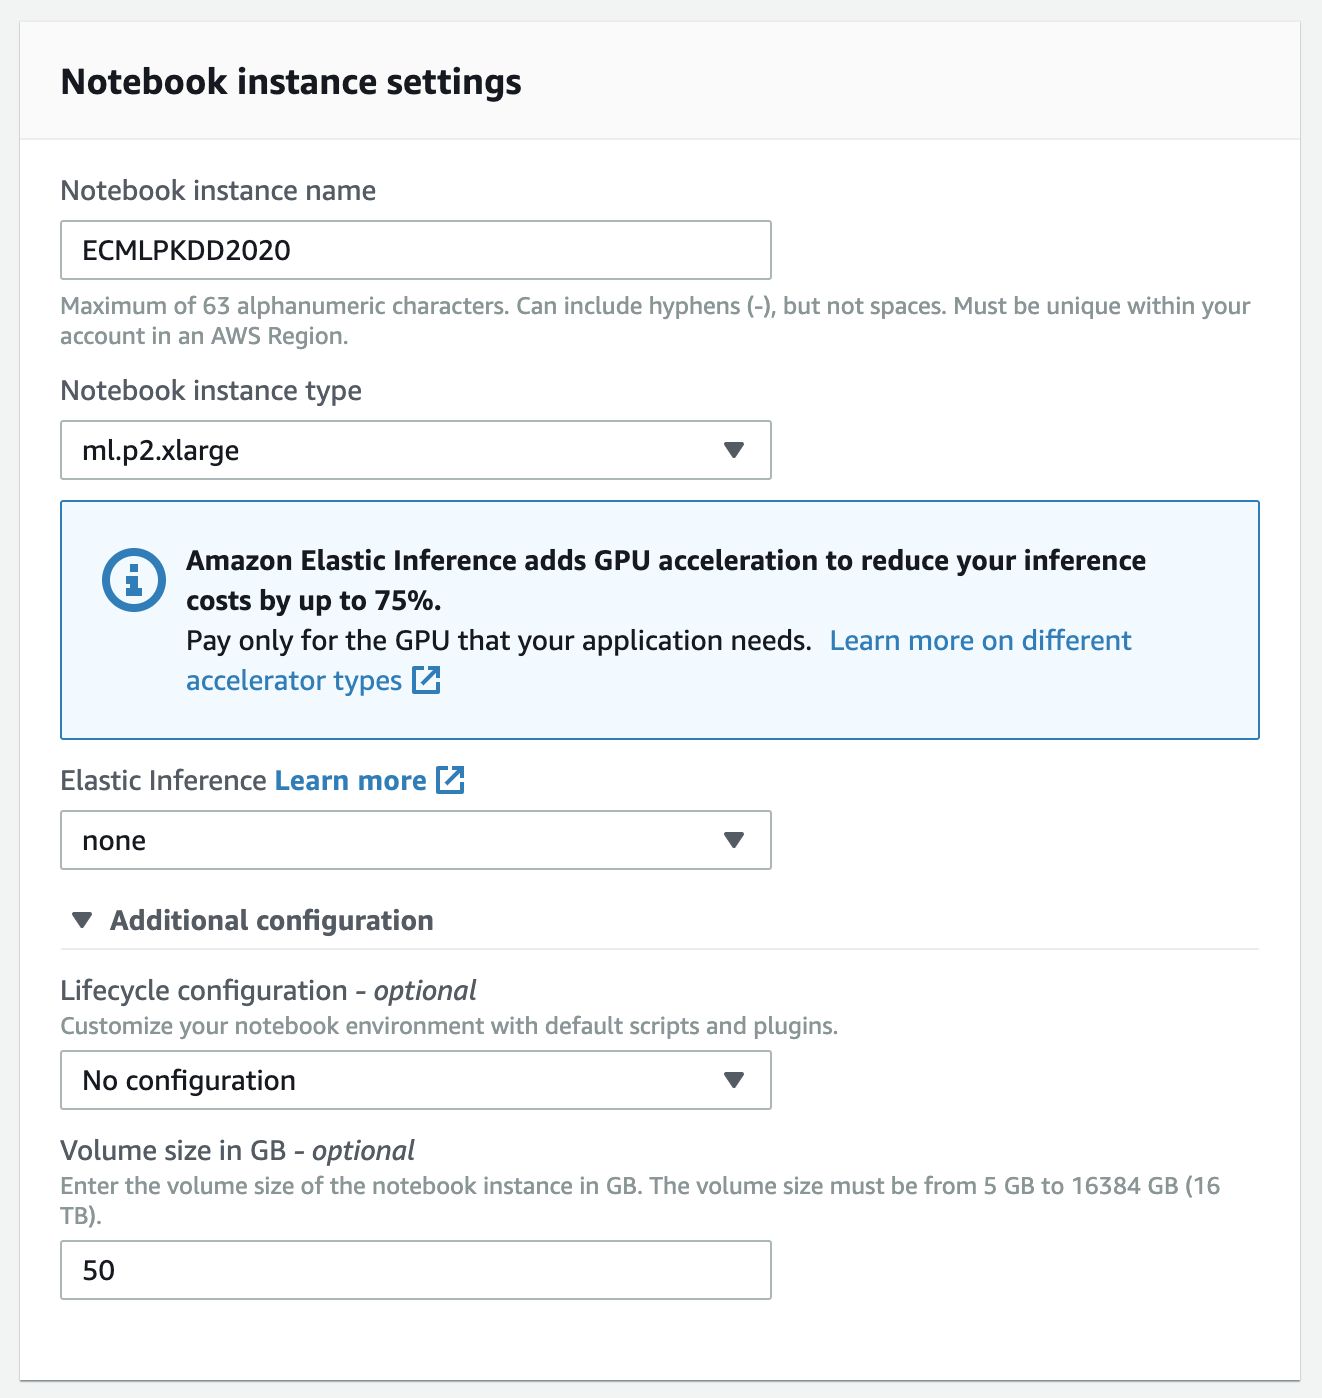 Notebook instance settings
Notebook instance name
ECMLPKDD2020
Maximum of 63 alphanumeric characters. Can include hyphens (-), but not spaces. Must be unique within your
account in an AWS Region.
Notebook instance type
ml.p2.xlarge
Amazon Elastic Inference adds GPU acceleration to reduce your inference
costs by up to 75%.
Pay only for the GPU that your application needs. Learn more on different
accelerator types
Elastic Inference Learn more
none
Additional configuration
Lifecycle configuration - optional
Customize your notebook environment with default scripts and plugins.
No configuration
Volume size in GB - optional
Enter the volume size of the notebook instance in GB. The volume size must be from 5 GB to 16384 GB (16
TB).
50